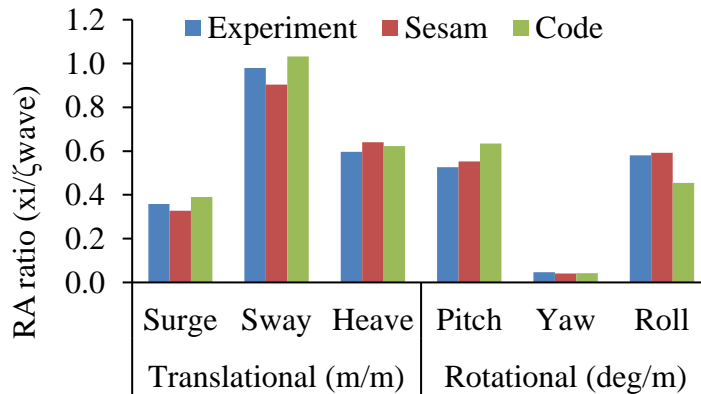 RA ratio (xi/ζwave)
1.2
1.0
0.8
0.6
0.4
0.2
0.0
Experiment Sesam Code
Surge Sway Heave Pitch Yaw Roll
Translational (m/m) Rotational (deg/m)